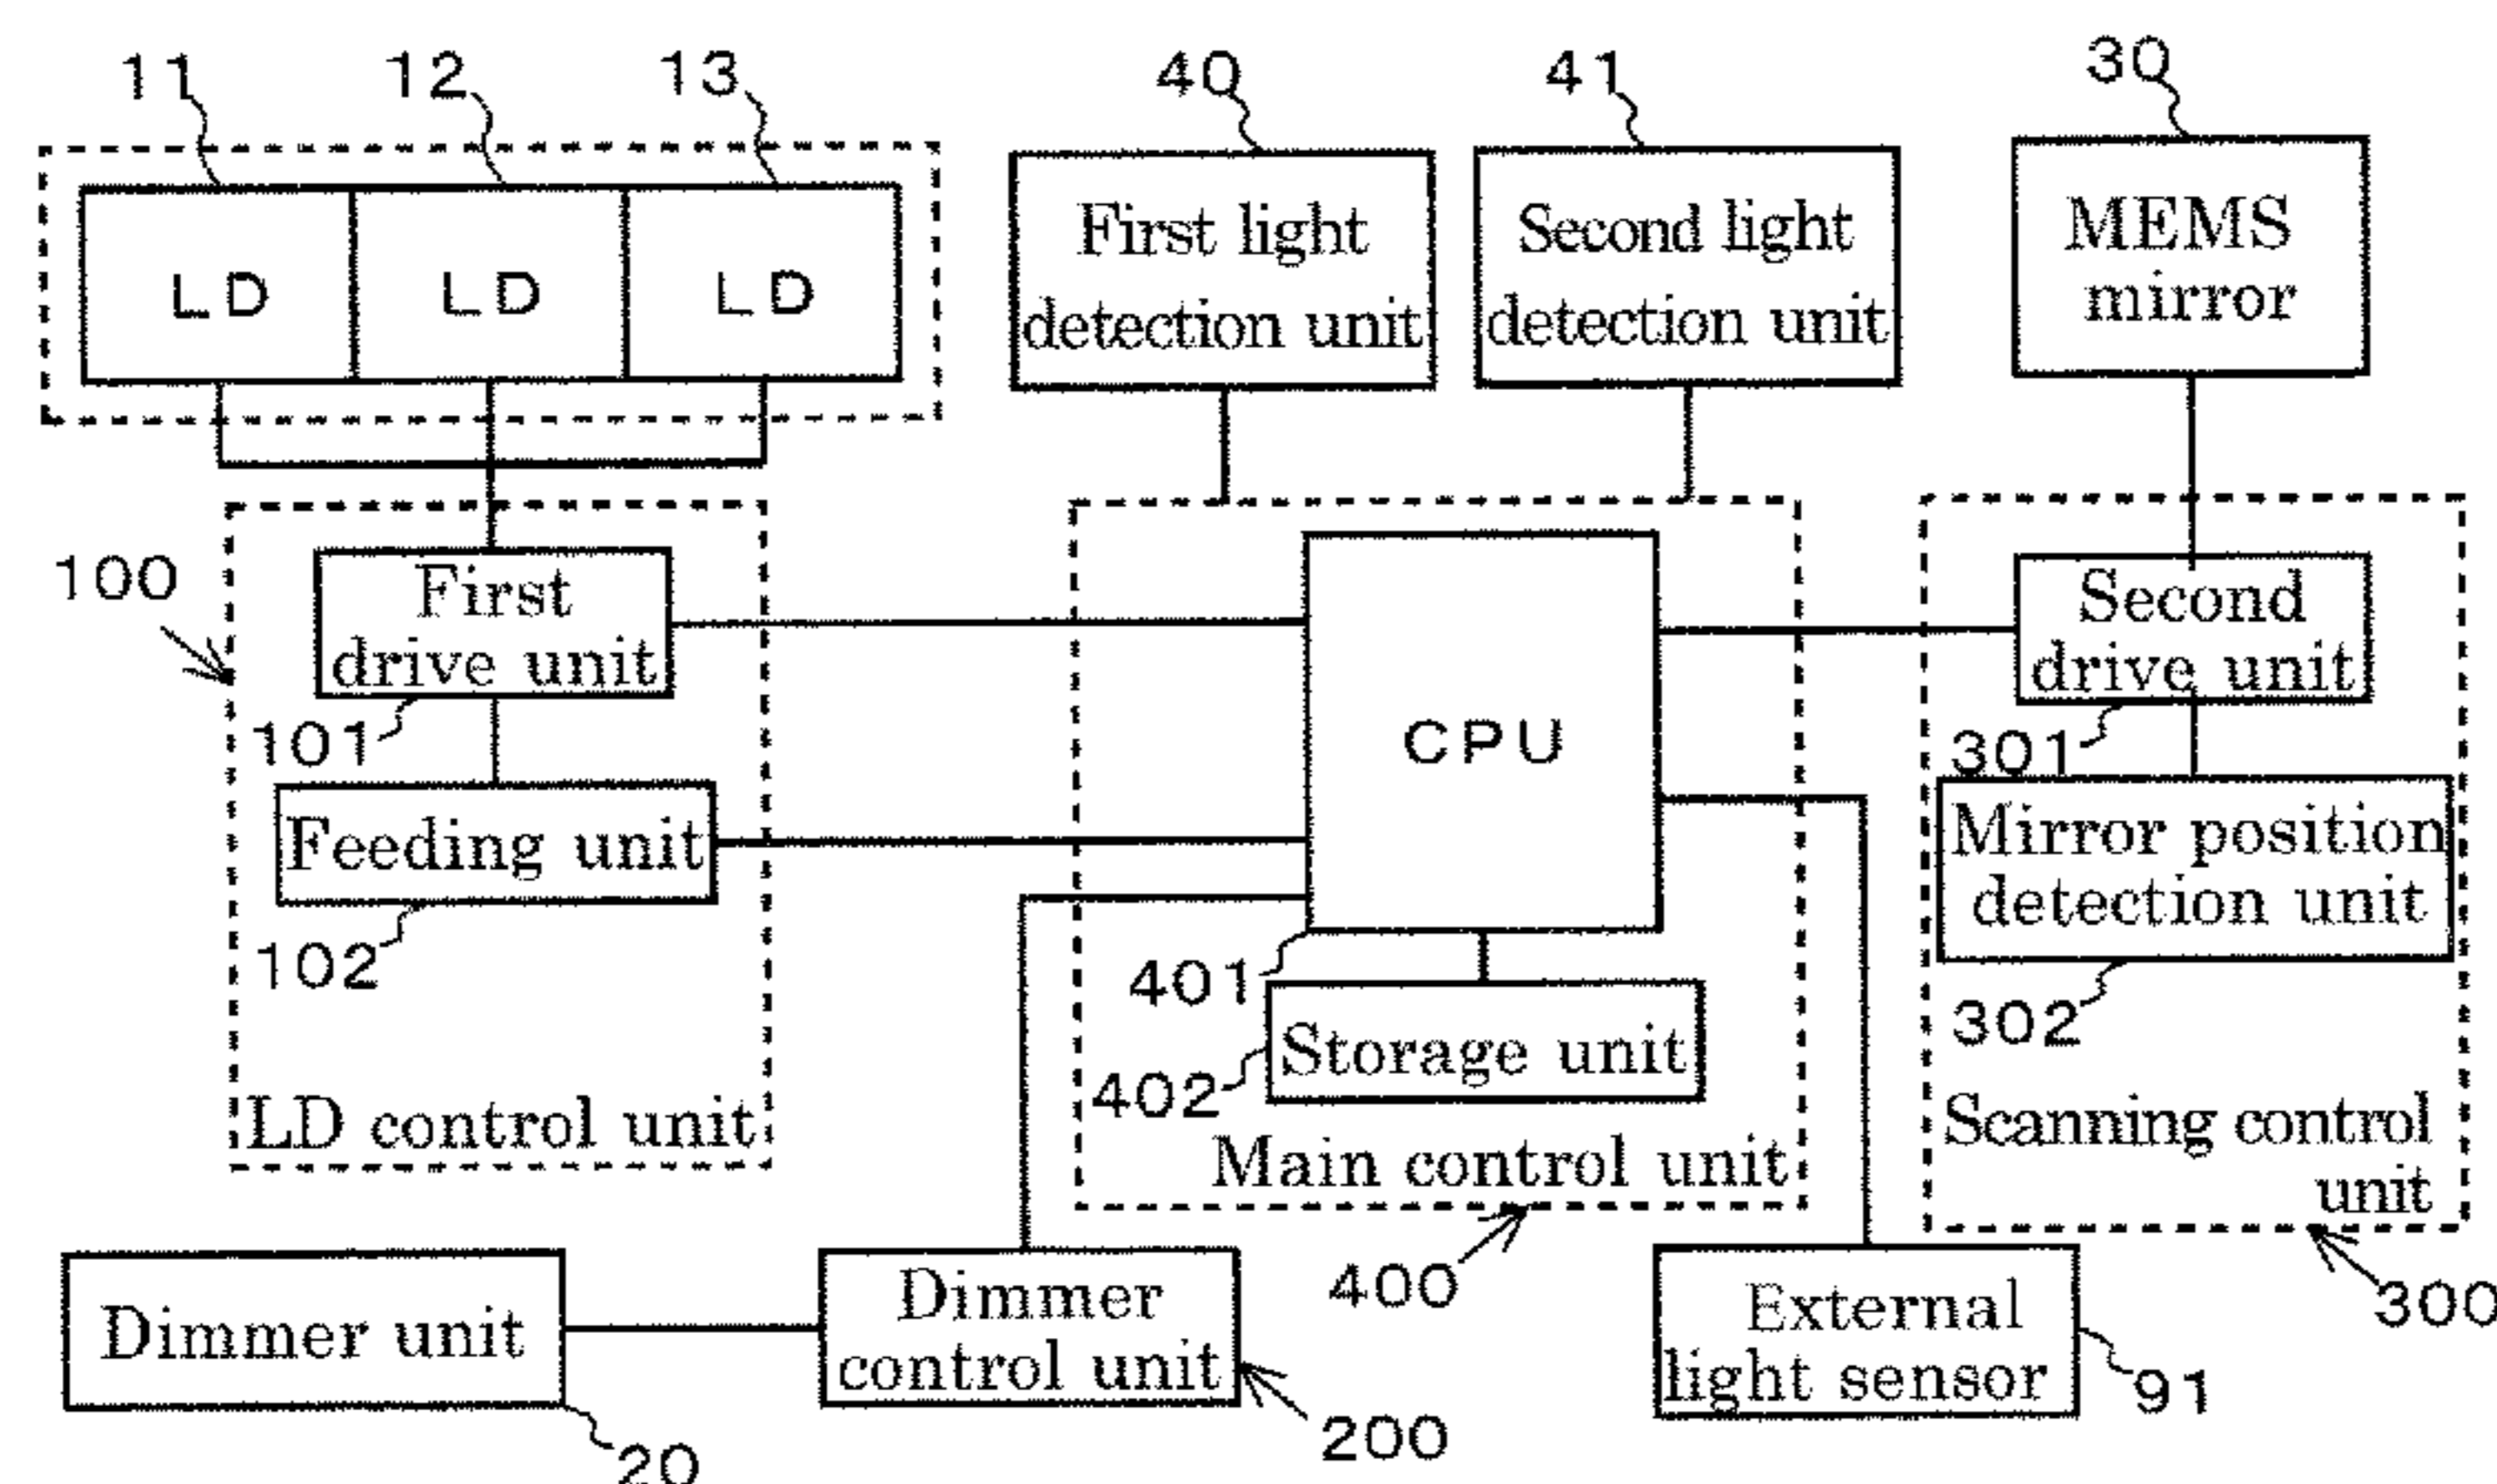 11
12
13
40
41
30
LD
LD
LD
First light
detection unit
Second light
detection unit
MEMS
mirror
100
First
drive unit
101
Feeding unit
102
LD control unit
CPU
401
Storage unit
402
Main control unit
400
Second
drive unit
301
Mirror position
detection unit
302
Scanning control
unit
300
Dimmer unit
20
Dimmer
control unit
200
External
light sensor
91